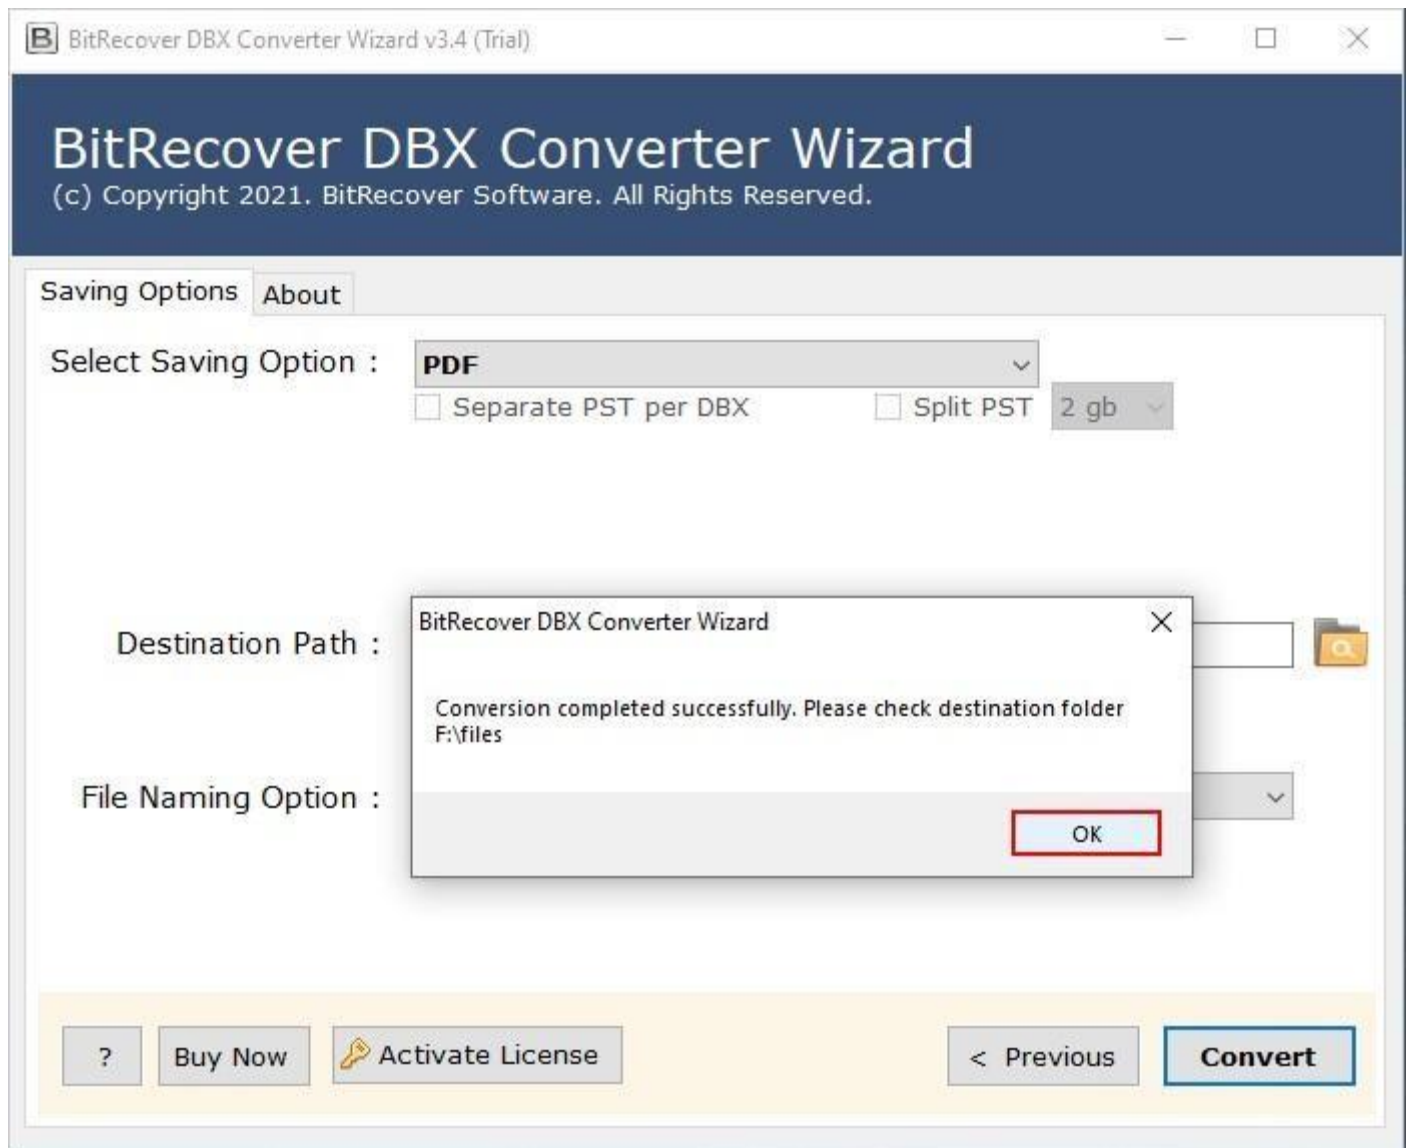 BitRecover DBX Converter Wizard v3.4 (Trial)
BitRecover DBX Converter Wizard
(c) Copyright 2021. BitRecover Software. All Rights Reserved.
Saving Options About
Select Saving Option : PDF
Separate PST per DBX Split PST 2 gb
BitRecover DBX Converter Wizard
Destination Path :
Conversion completed successfully. Please check destination folder
F:\files
File Naming Option :
OK
? Buy Now Activate License < Previous Convert